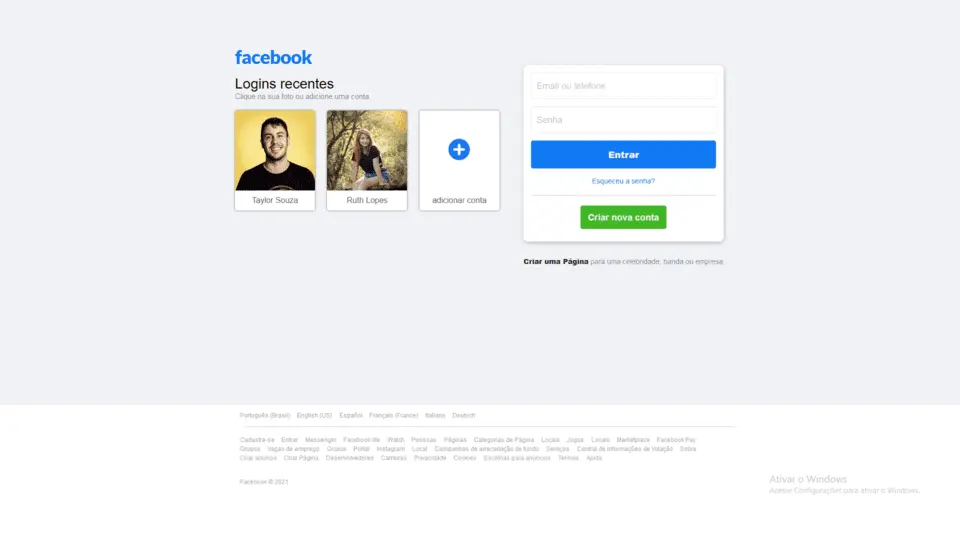 facebook
Logins recentes
Clique na sua foto ou adicione uma conta.
Taylor Souza
Ruth Lopes
adicionar conta
Email ou telefone
Senha
Entrar
Esqueceu a senha?
Criar nova conta
Criar uma Página para uma celebridade, banda ou empresa.
Português (Brasil) English (US) Español Français (France) Italiano Deutsch
Cadastre-se Entrar Messenger Facebook lite Watch Pessoas Páginas Categorias de Página Locais Jogos Locais Marketplace Facebook Pay
Grupos Vagas de emprego Oculus Portal Instagram Local Campanhas de arrecadação de fundo Serviços Central de Informações de Votação Sobre
Criar anúncio Criar Página Desenvolvedores Carreiras Privacidade Cookies Escolhas para anúncios Termos Ajuda
Facebook © 2021
Ativar o Windows
Acesse Configurações para ativar o Windows.